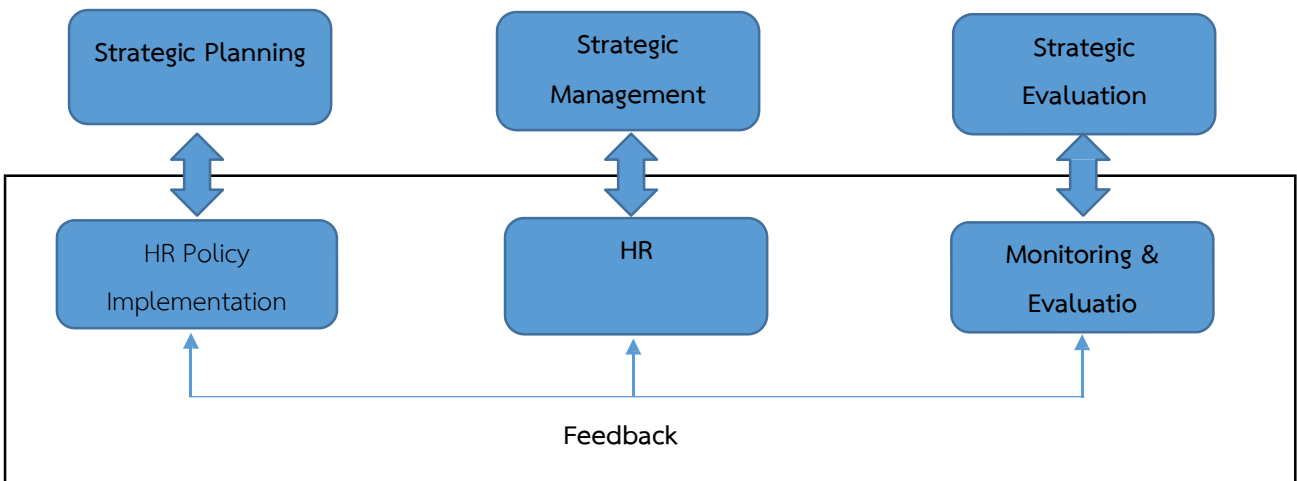 Strategic Planning
Strategic
Management
Strategic
Evaluation
HR Policy
Implementation
HR
Monitoring &
Evaluatio
Feedback